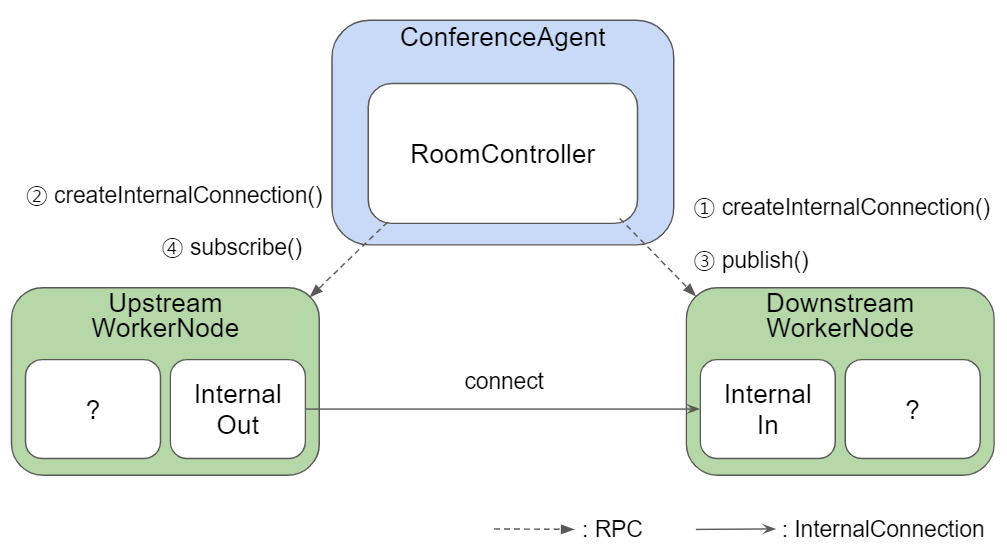 ConferenceAgent
RoomController
② createInternalConnection()
① createInternalConnection()
④ subscribe()
③ publish()
Upstream
WorkerNode
Downstream
WorkerNode
?
Internal
Out
connect
Internal
In
?
: RPC
: InternalConnection